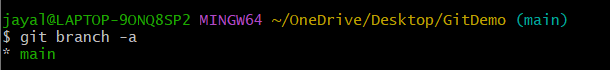 jayal@LAPTOP-9ONQ8SP2 MINGW64 ~/OneDrive/Desktop/GitDemo (main)
$ git branch -a
* main